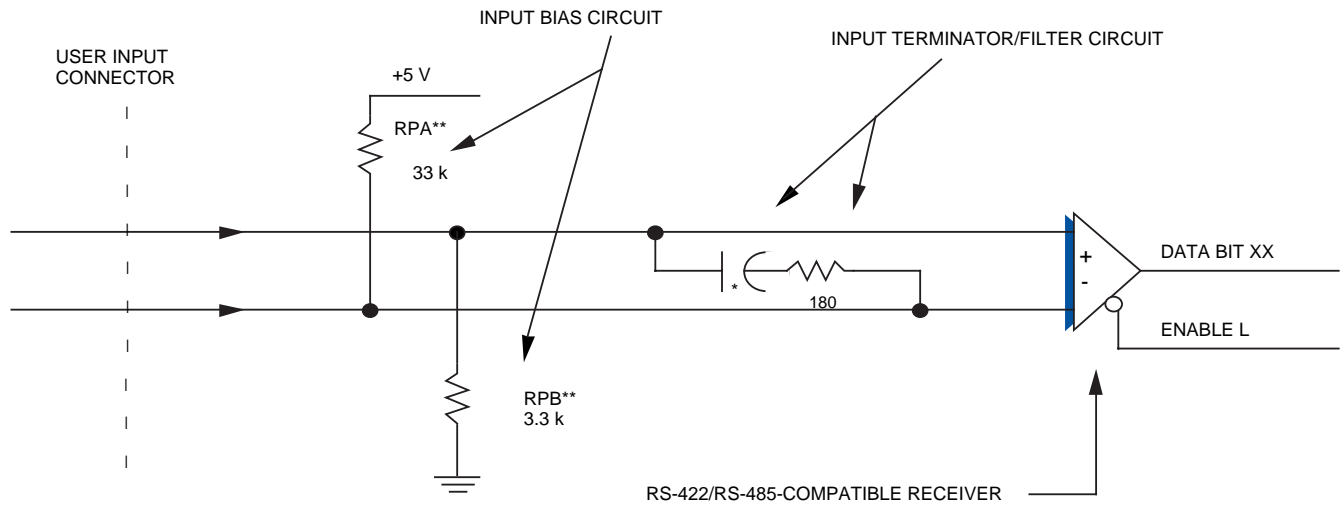 INPUT BIAS CIRCUIT
INPUT TERMINATOR/FILTER CIRCUIT
USER INPUT
CONNECTOR
+5 V
RPA**
33 k
+
-
*
180
DATA BIT XX
ENABLE L
RPB**
3.3 k
RS-422/RS-485-COMPATIBLE RECEIVER